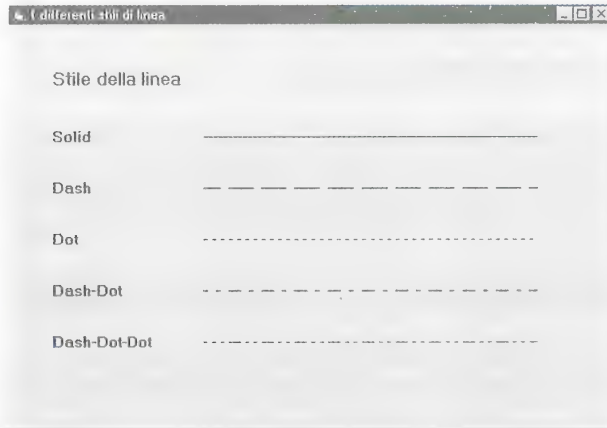 I differenti stili di linea
Stile della linea
Solid
Dash
Dot
Dash-Dot
Dash-Dot-Dot